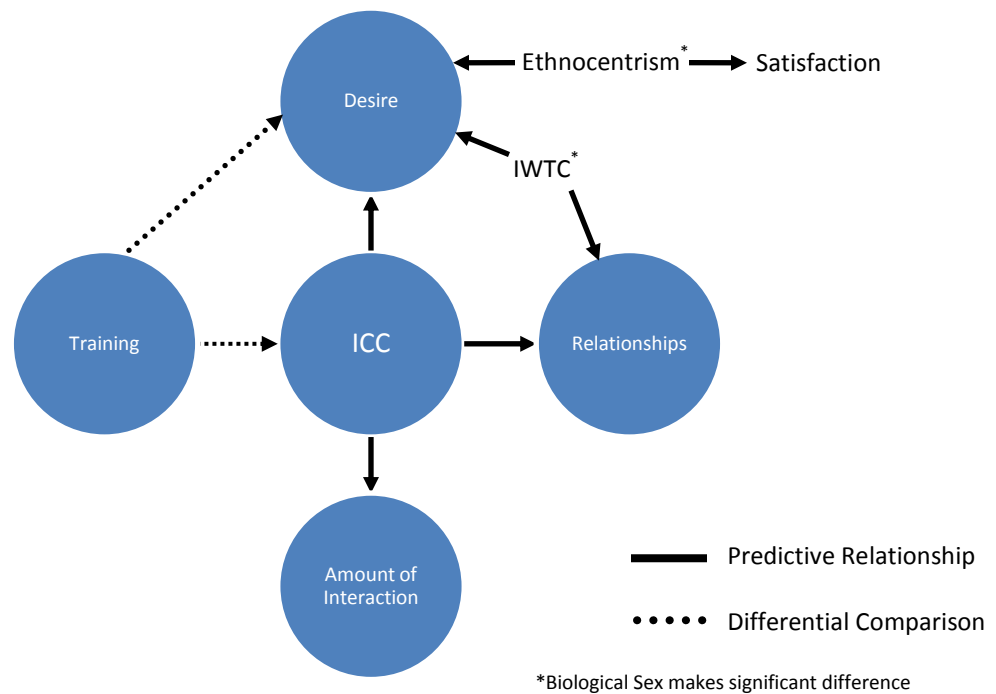 Desire
Ethnocentrism*
Satisfaction
IWTC*
Training
ICC
Relationships
Amount of
Interaction
Predictive Relationship
Differential Comparison
*Biological Sex makes significant difference